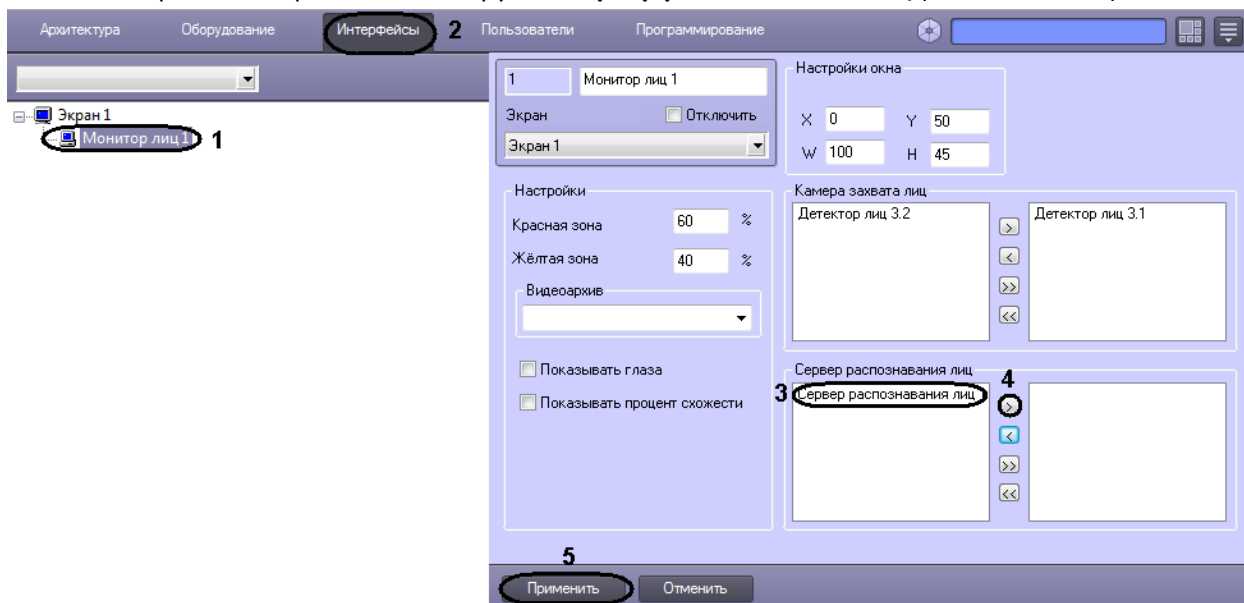 Архитектура Оборудование Интерфейсы 2 Пользователи Программирование
1 Монитор лиц 1
Экран Отключить
Экран 1
Настройки окна
X 0 Y 50
W 100 H 45
Экран 1
Монитор лиц 1 1
Настройки
Красная зона 60 %
Жёлтая зона 40 %
Видеоархив
Показывать глаза
Показывать процент схожести
Камера захвата лиц
Детектор лиц 3.2 > Детектор лиц 3.1
<
>>
<<
Сервер распознавания лиц
3 Сервер распознавания лиц 4 >
<
>>
<<
5
Применить Отменить